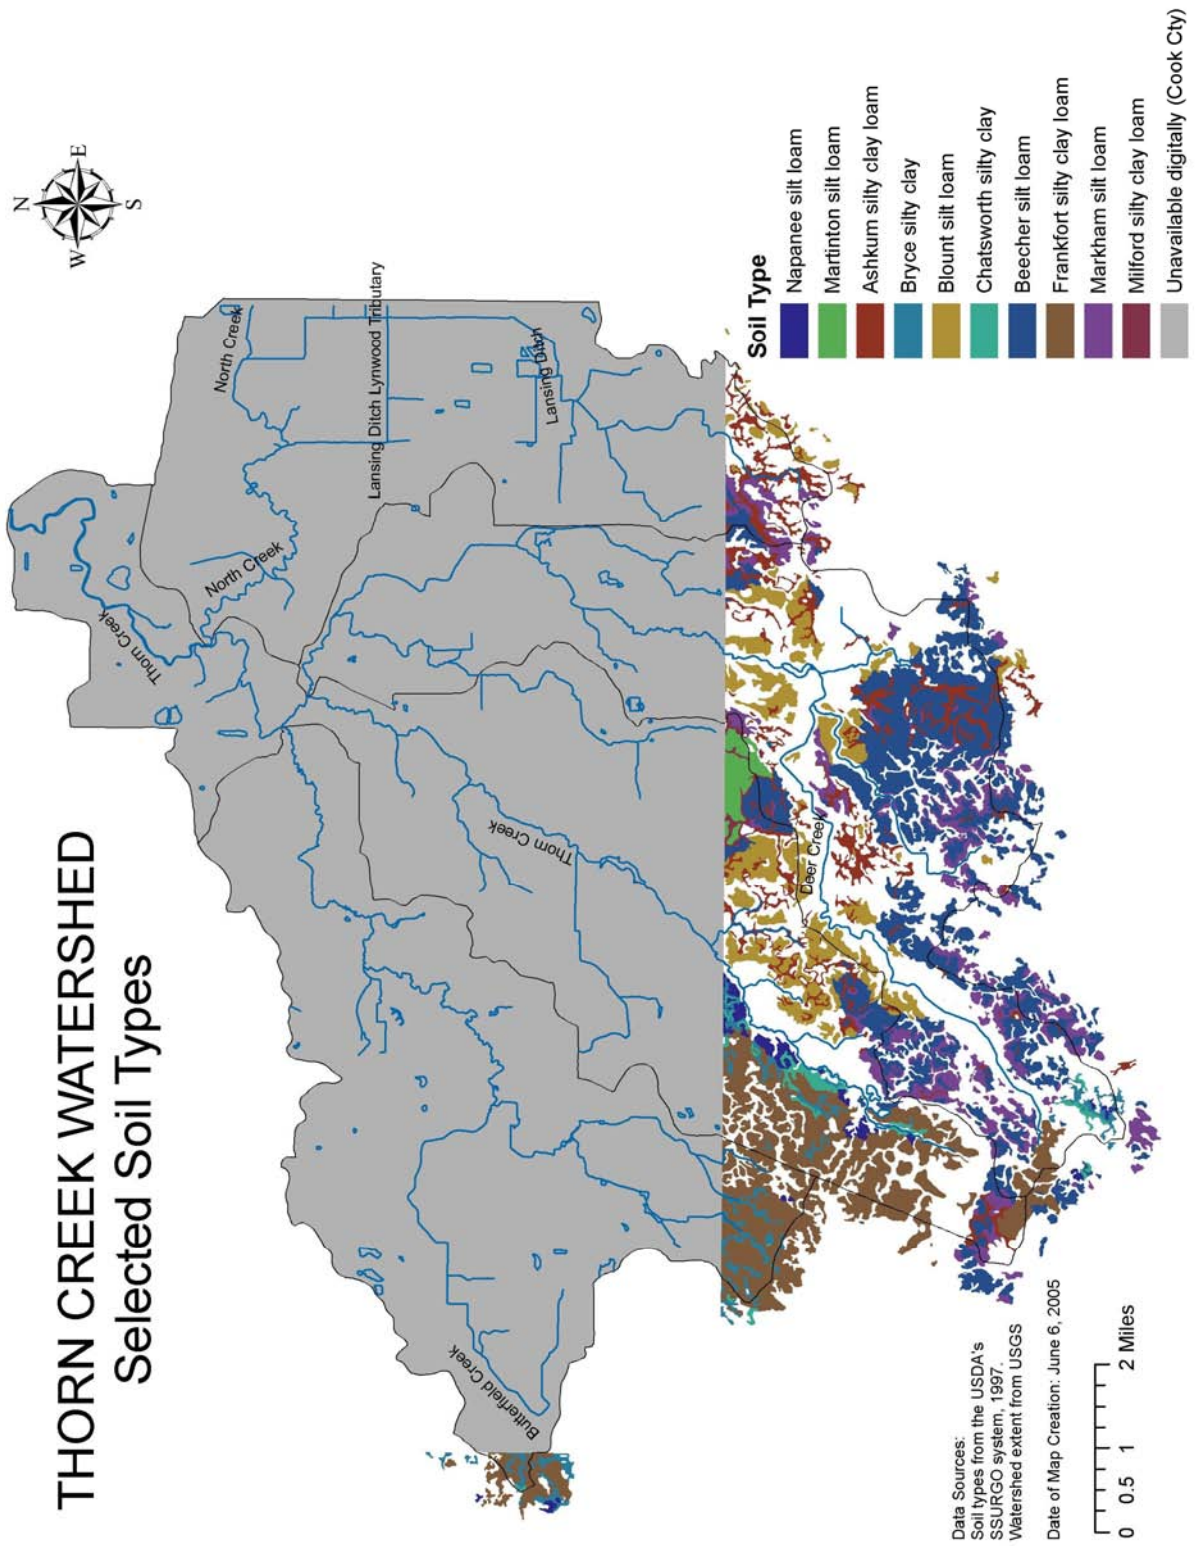 THORN CREEK WATERSHED
Selected Soil Types
N
W
E
S
North Creek
Lansing Ditch Lynwood Tributary
Lansing Ditch
North Creek
Thorn Creek
Thorn Creek
Deer Creek
Butterfield Creek
Soil Type
Napanee silt loam
Martinton silt loam
Ashkum silty clay loam
Bryce silty clay
Blount silt loam
Chatsworth silty clay
Beecher silt loam
Frankfort silty clay loam
Markham silt loam
Milford silty clay loam
Unavailable digitally (Cook Cty)
Data Sources:
Soil types from the USDA's
SSURGO system, 1997.
Watershed extent from USGS
Date of Map Creation: June 6, 2005
0 0.5 1 2 Miles